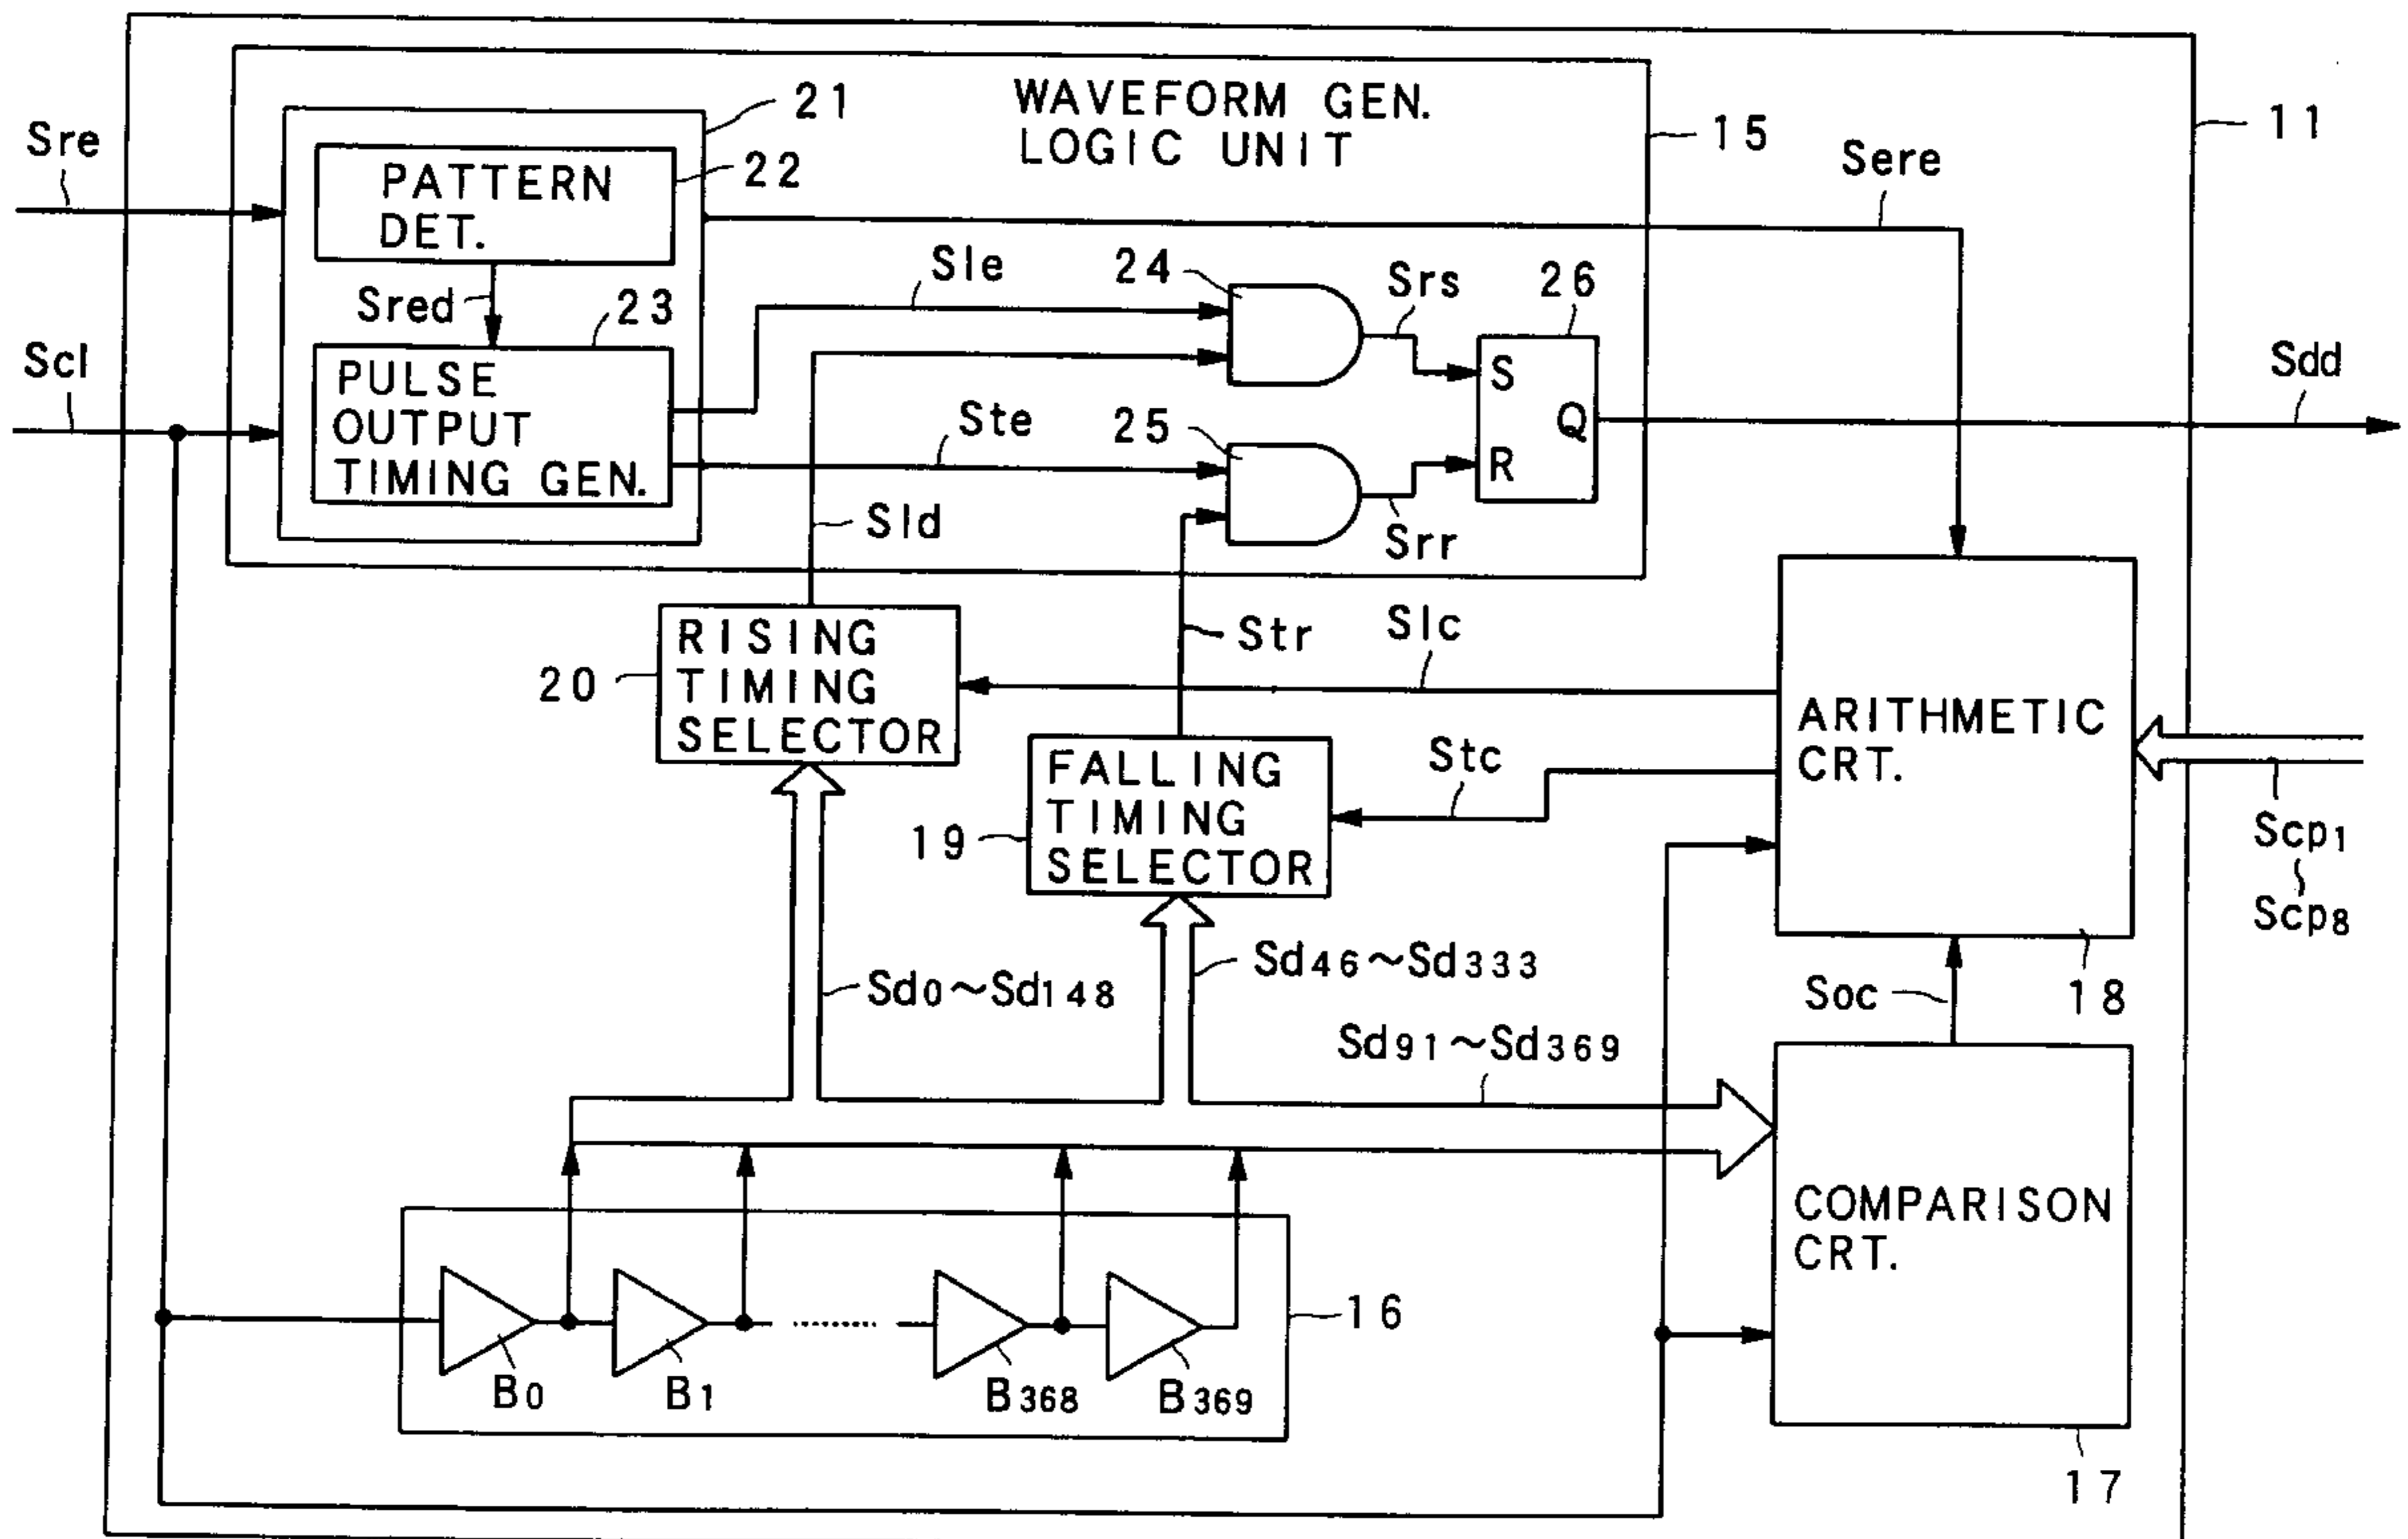 WAVEFORM GEN.
LOGIC UNIT
21
15
11
Sre
PATTERN
DET.
22
Sere
Sred
23
Sle
24
Srs
26
Scl
PULSE
OUTPUT
TIMING GEN.
Ste
25
S
R
Q
Sdd
Sld
Srr
RISING
TIMING
SELECTOR
20
Str
Slc
FALLING
TIMING
SELECTOR
19
Stc
ARITHMETIC
CRT.
Scp1
~
Scp8
Sd0~Sd148
Sd46~Sd333
Soc
18
Sd91~Sd369
COMPARISON
CRT.
16
B0
B1
B368
B369
17